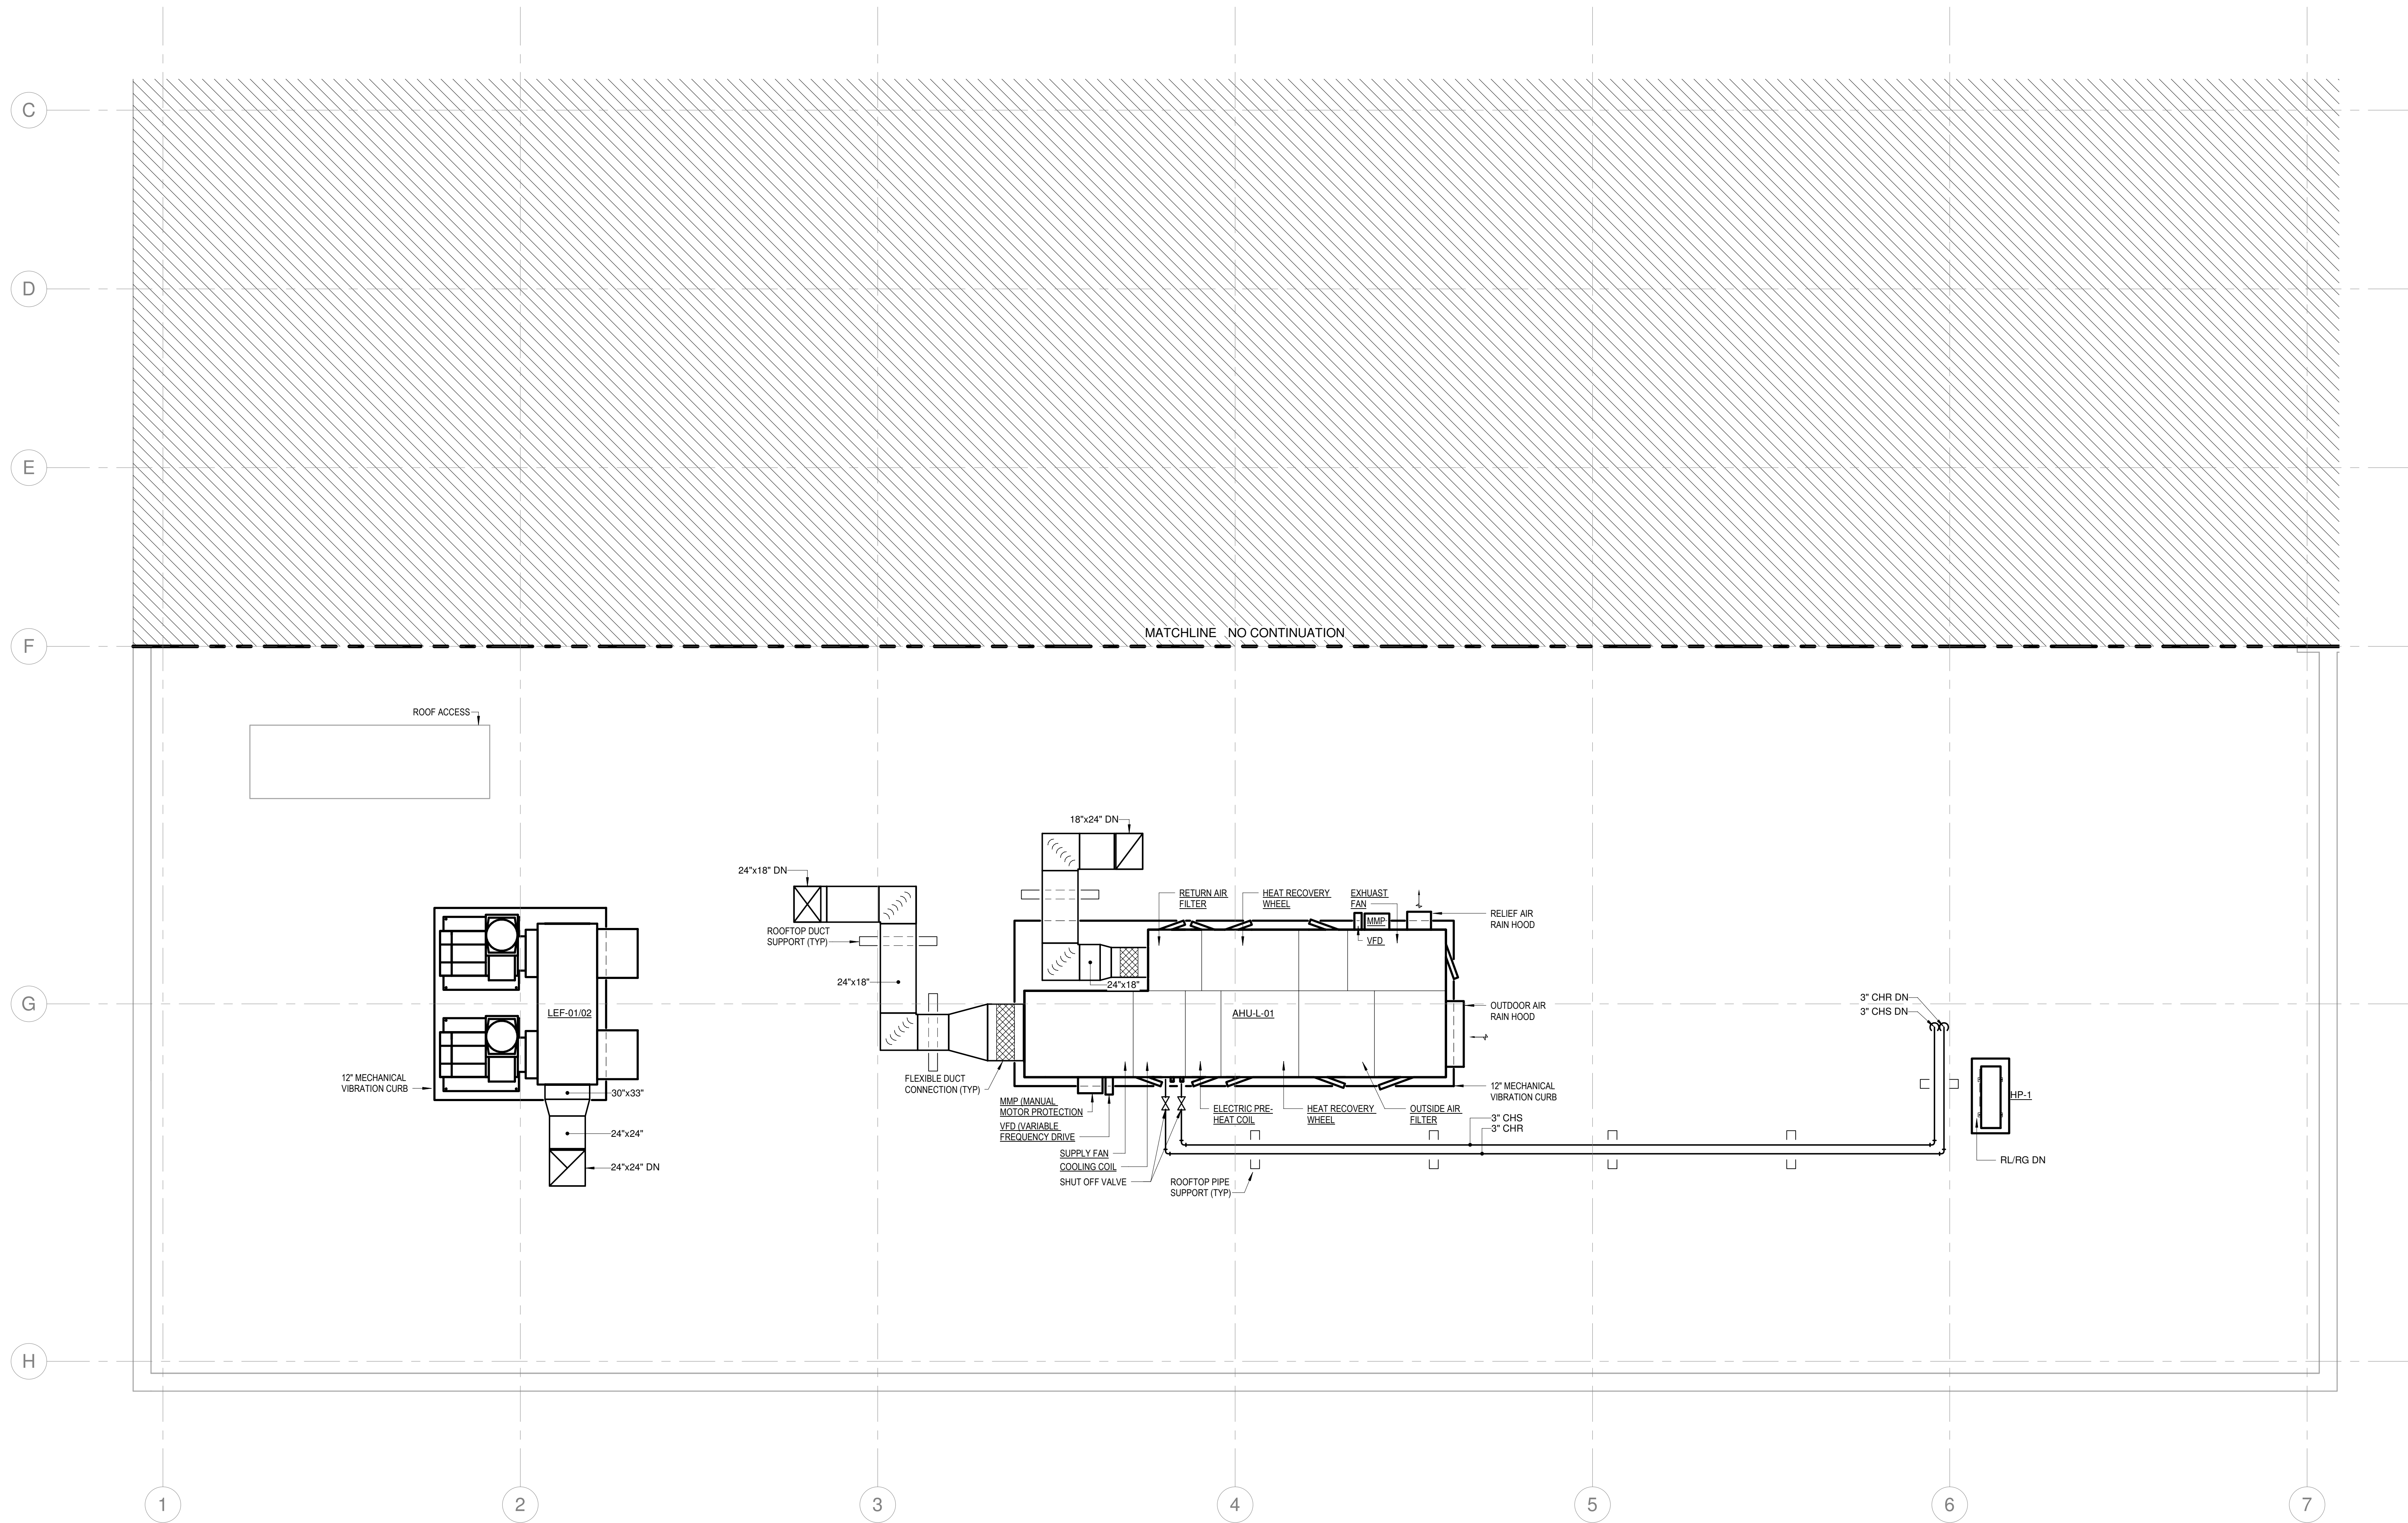 C
D
E
MATCHLINE NO CONTINUATION
F
ROOF ACCESS
18"x24" DN
24"x18" DN
RETURN AIR
FILTER
HEAT RECOVERY
WHEEL
EXHUAST
FAN
MMP
VFD
RELIEF AIR
RAIN HOOD
ROOFTOP DUCT
SUPPORT (TYP)
24"x18"
24"x18"
G
LEF-01/02
AHU-L-01
OUTDOOR AIR
RAIN HOOD
3" CHR DN
3" CHS DN
12" MECHANICAL
VIBRATION CURB
30"x33"
FLEXIBLE DUCT
CONNECTION (TYP)
12" MECHANICAL
VIBRATION CURB
HP-1
MMP (MANUAL
MOTOR PROTECTION
VFD (VARIABLE
FREQUENCY DRIVE
ELECTRIC PRE-
HEAT COIL
HEAT RECOVERY
WHEEL
OUTSIDE AIR
FILTER
3" CHS
3" CHR
24"x24"
24"x24" DN
SUPPLY FAN
COOLING COIL
SHUT OFF VALVE
ROOFTOP PIPE
SUPPORT (TYP)
RL/RG DN
H
1
2
3
4
5
6
7